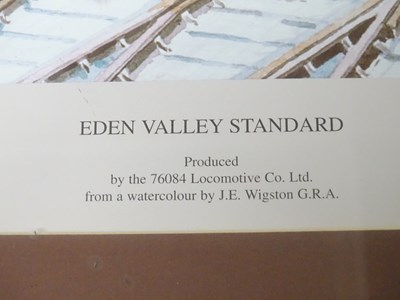 EDEN VALLEY STANDARD
Produced
by the 76084 Locomotive Co. Ltd.
from a watercolour by J.E. Wigston G.R.A.